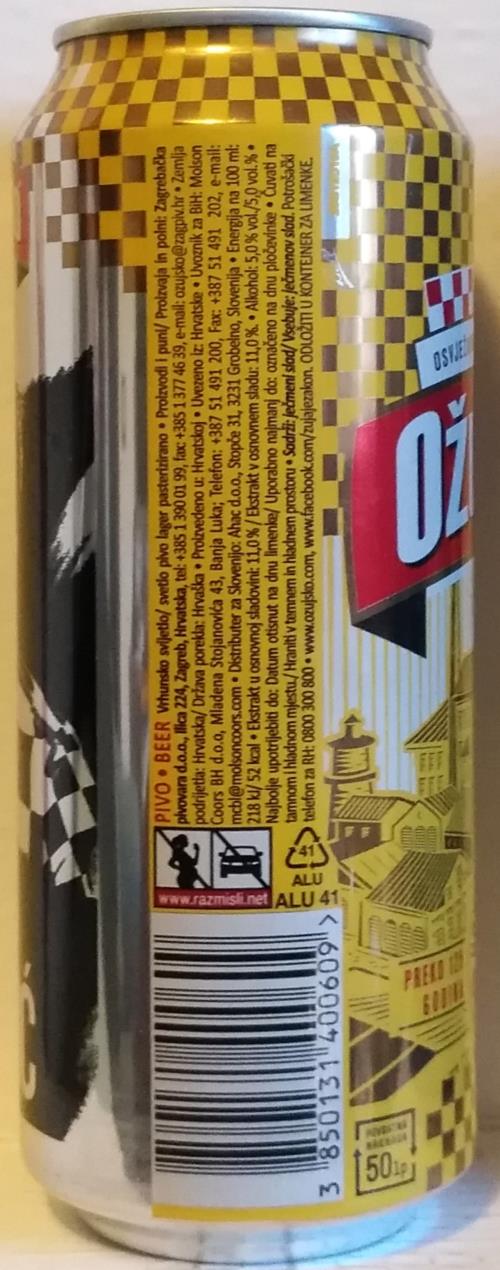 PIVO • BEER Vrhunsko svijetlo/ svetlo pivo lager pasterizirano • Proizvodi i puni/ Proizvaja in polni: Zagrebačka
pivovara d.o.o., Ilica 224, Zagreb, Hrvatska, tel: +385 1 390 01 99, fax: +385 1 377 46 39, e-mail: ozujsko@zagpiv.hr • Zemlja
podrijetla: Hrvatska/ Država porekla: Hrvaška • Proizvedeno u: Hrvatskoj • Uvezeno iz: Hrvatske • Uvoznik za BiH: Molson
Coors BH d.o.o, Mladena Stojanovića 43, Banja Luka; Telefon: +387 51 491 200, Fax: +387 51 491 202, e-mail:
mcbl@molsoncoors.com • Distributer za Slovenijo: Ahac d.o.o., Stopče 31, 3231 Grobelno, Slovenija • Energija na 100 ml:
218 kJ/ 52 kcal • Ekstrakt u osnovnoj sladovini: 11,0 % / Ekstrakt v osnovnem sladu: 11,0 %. • Alkohol: 5,0 % vol./5,0 vol.% •
Najbolje upotrijebiti do: Datum otisnut na dnu limenke/ Uporabno najmanj do: označeno na dnu pločevinke • Čuvati na
tamnom i hladnom mjestu./ Hraniti v temnem in hladnem prostoru • Sadrži: ječmeni slad/ Vsebuje: ječmenov slad. Potrošački
telefon za RH: 0800 300 800 • www.ozujsko.com, www.facebook.com/zujajezakon. ODLOŽITI U KONTEJNER ZA LIMENKE.
www.razmisli.net
41
ALU
ALU 41
3 850131 400609 >
OSVJE
OŽ
PREKO
GODINA
POVRATNA
NAKNADA
50lp
Ć